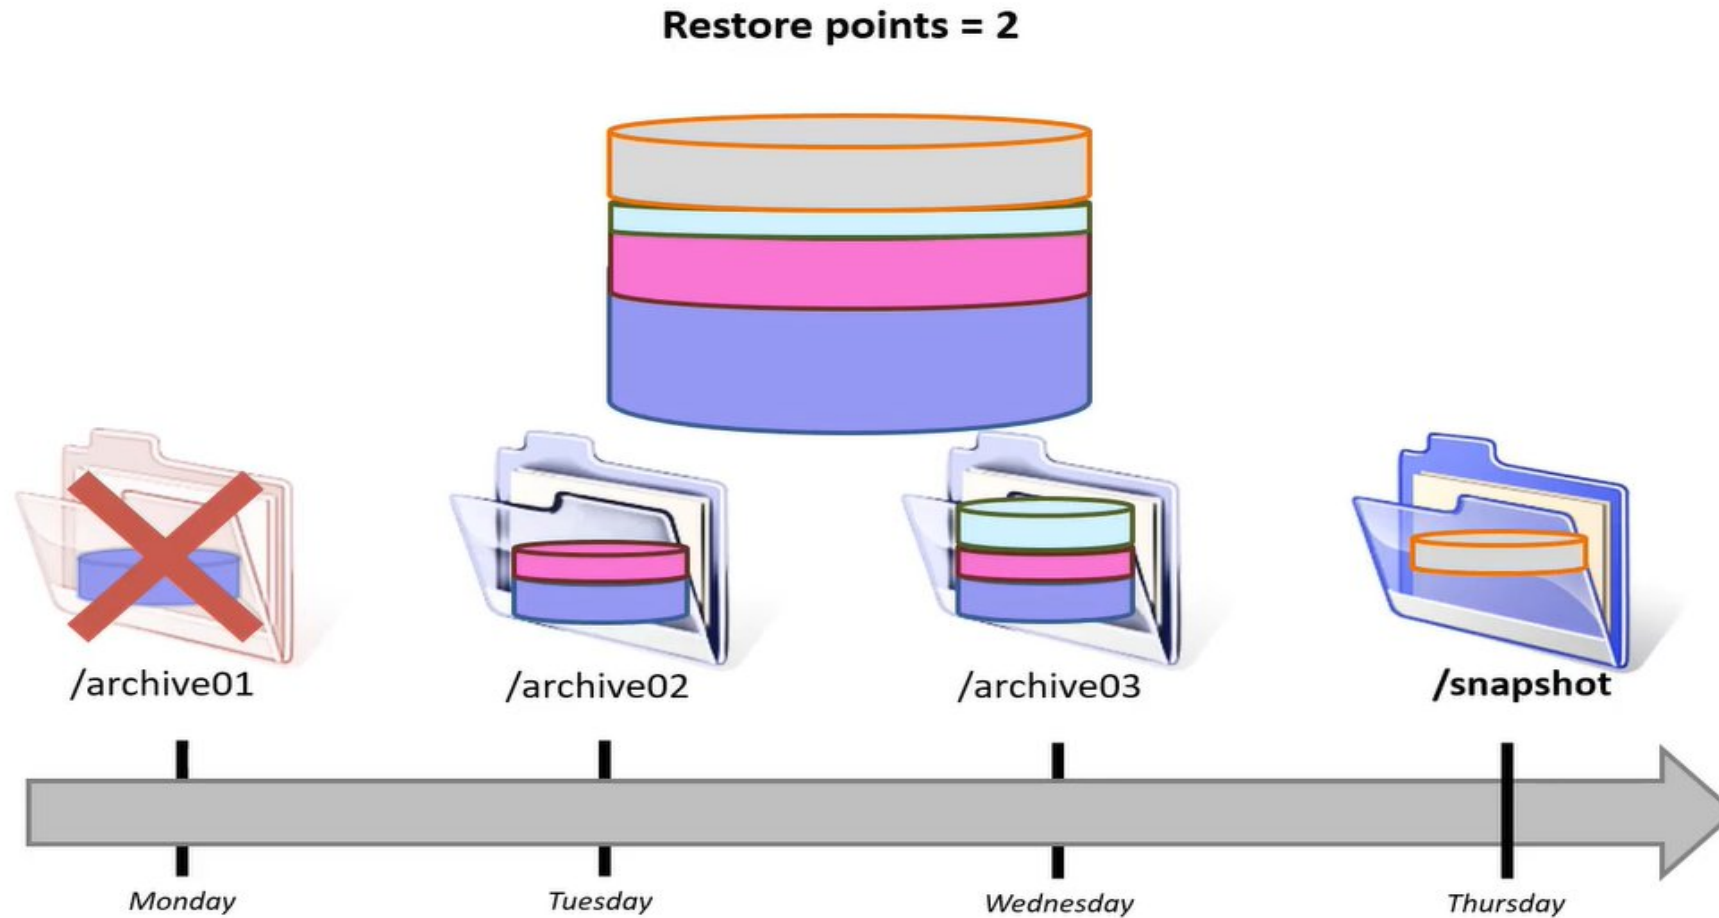 Restore points = 2
/archive01
/archive02
/archive03
/snapshot
Monday
Tuesday
Wednesday
Thursday